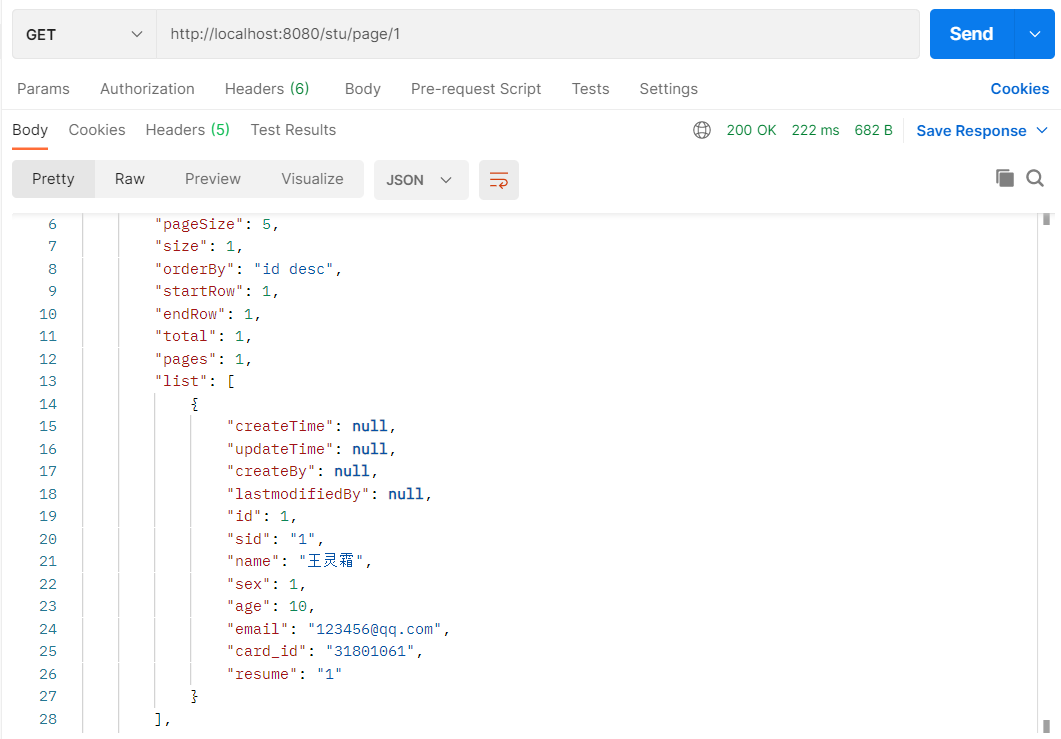 GET http://localhost:8080/stu/page/1 Send
Params Authorization Headers (6) Body Pre-request Script Tests Settings Cookies
Body Cookies Headers (5) Test Results 200 OK 222 ms 682 B Save Response
Pretty Raw Preview Visualize JSON
6 "pageSize": 5,
7 "size": 1,
8 "orderBy": "id desc",
9 "startRow": 1,
10 "endRow": 1,
11 "total": 1,
12 "pages": 1,
13 "list": [
14 {
15 "createTime": null,
16 "updateTime": null,
17 "createBy": null,
18 "lastmodifiedBy": null,
19 "id": 1,
20 "sid": "1",
21 "name": "王灵霜",
22 "sex": 1,
23 "age": 10,
24 "email": "123456@qq.com",
25 "card_id": "31801061",
26 "resume": "1"
27 }
28 ],